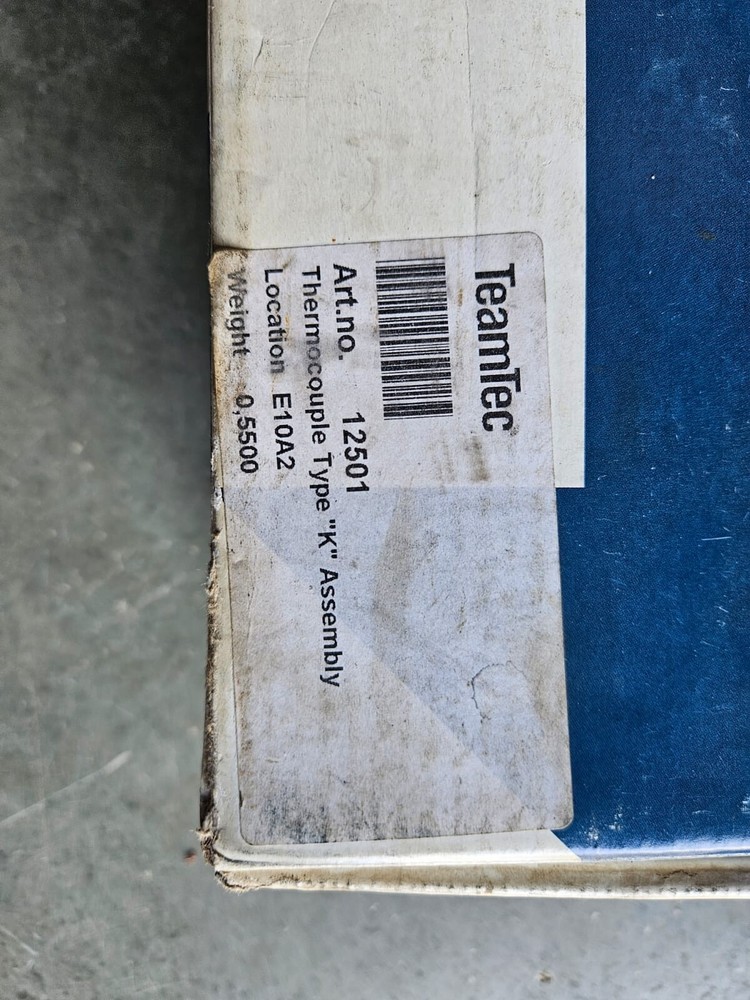 TeamTec
Art.no. 12501
Thermocouple Type "K" Assembly
Location E10A2
Weight 0,5500